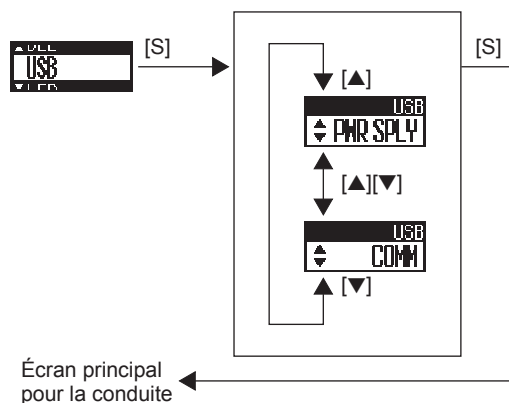 USB
[S]
[S]
[▲]
USB
PWR SPLY
[▲][▼]
USB
COMM
[▼]
Écran principal
pour la conduite